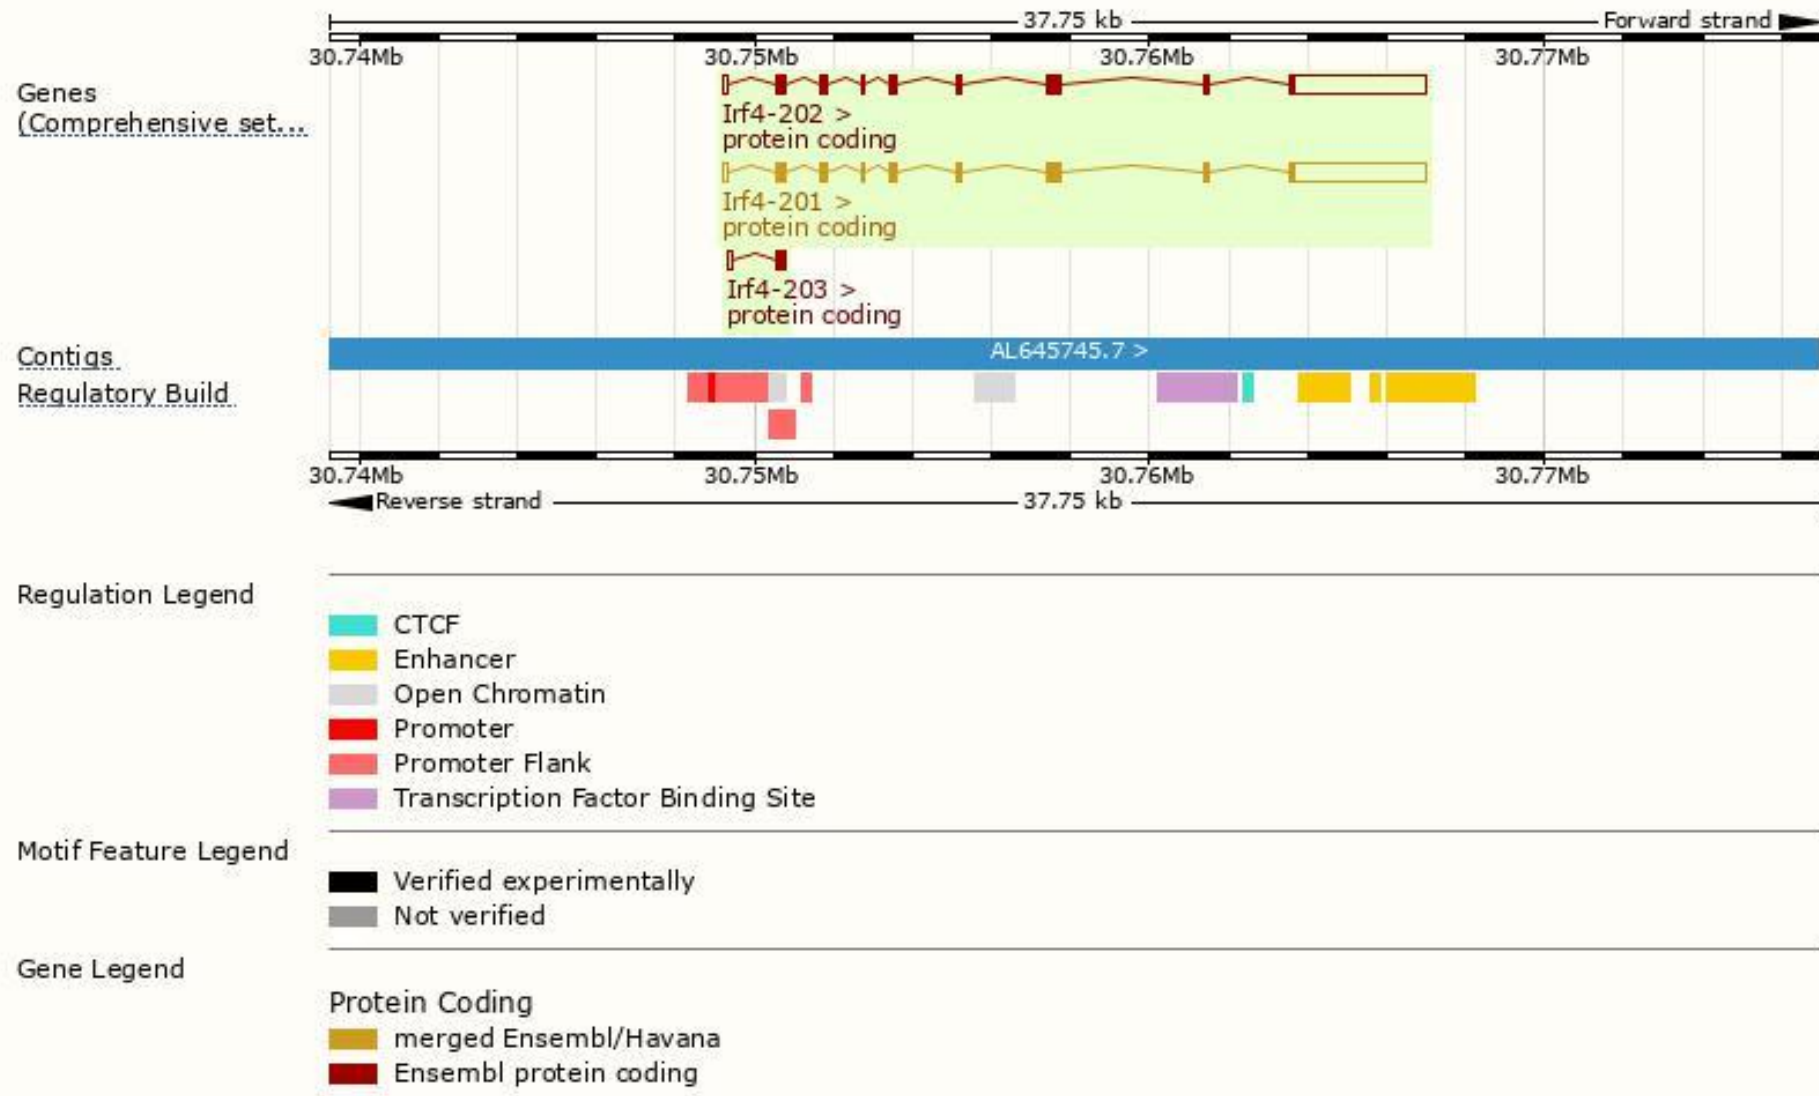 37.75 kb Forward strand
30.74Mb 30.75Mb 30.76Mb 30.77Mb
Genes
(Comprehensive set...
Irf4-202 >
protein coding
Irf4-201 >
protein coding
Irf4-203 >
protein coding
Contigs
AL645745.7 >
Regulatory Build
30.74Mb 30.75Mb 30.76Mb 30.77Mb
Reverse strand 37.75 kb
Regulation Legend
CTCF
Enhancer
Open Chromatin
Promoter
Promoter Flank
Transcription Factor Binding Site
Motif Feature Legend
Verified experimentally
Not verified
Gene Legend
Protein Coding
merged Ensembl/Havana
Ensembl protein coding